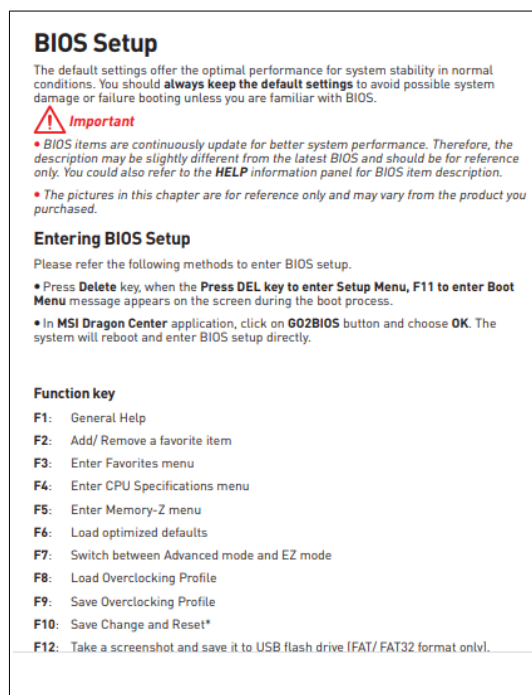 BIOS Setup
The default settings offer the optimal performance for system stability in normal
conditions. You should always keep the default settings to avoid possible system
damage or failure booting unless you are familiar with BIOS.
Important
• BIOS items are continuously update for better system performance. Therefore, the
description may be slightly different from the latest BIOS and should be for reference
only. You could also refer to the HELP information panel for BIOS item description.
• The pictures in this chapter are for reference only and may vary from the product you
purchased.
Entering BIOS Setup
Please refer the following methods to enter BIOS setup.
• Press Delete key, when the Press DEL key to enter Setup Menu, F11 to enter Boot
Menu message appears on the screen during the boot process.
• In MSI Dragon Center application, click on GO2BIOS button and choose OK. The
system will reboot and enter BIOS setup directly.
Function key
F1: General Help
F2: Add/ Remove a favorite item
F3: Enter Favorites menu
F4: Enter CPU Specifications menu
F5: Enter Memory-Z menu
F6: Load optimized defaults
F7: Switch between Advanced mode and EZ mode
F8: Load Overclocking Profile
F9: Save Overclocking Profile
F10: Save Change and Reset*
F12: Take a screenshot and save it to USB flash drive (FAT/ FAT32 format only).